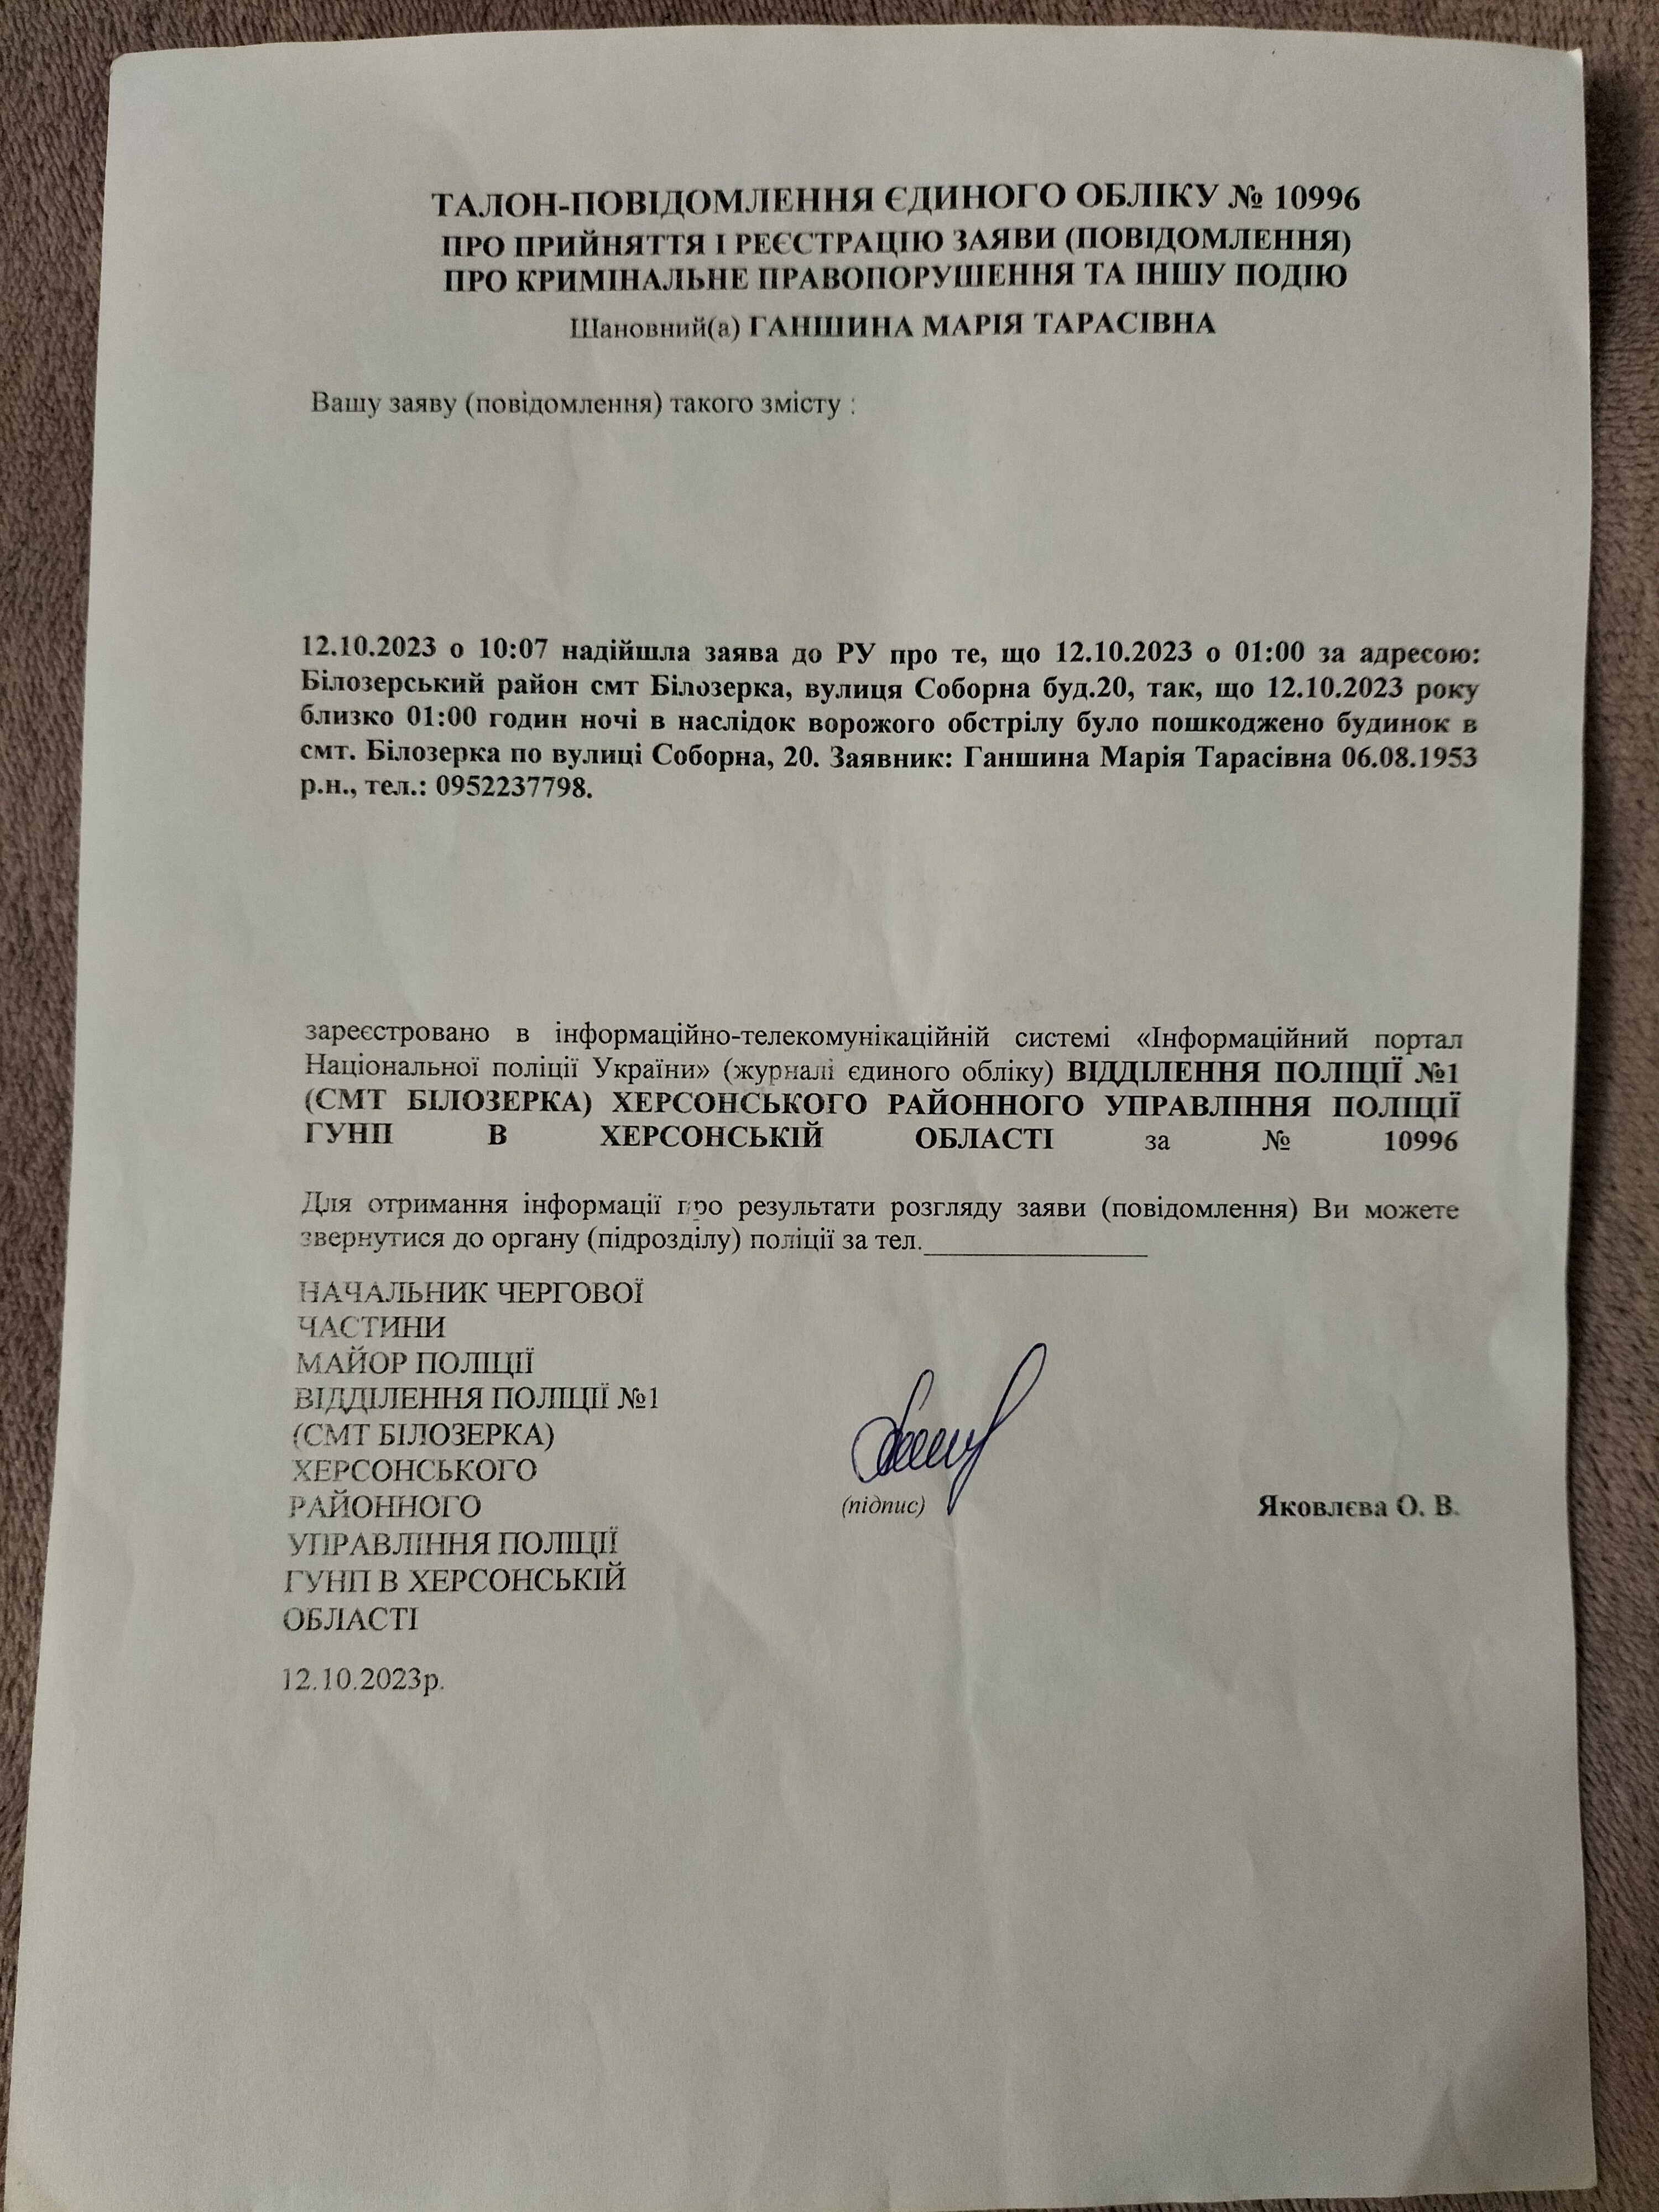 ТАЛОН-ПОВІДОМЛЕННЯ ЄДИНОГО ОБЛІКУ № 10996
ПРО ПРИЙНЯТТЯ І РЕЄСТРАЦІЮ ЗАЯВИ (ПОВІДОМЛЕННЯ)
ПРО КРИМІНАЛЬНЕ ПРАВОПОРУШЕННЯ ТА ІНШУ ПОДІЮ
Шановний(а) ГАНШИНА МАРІЯ ТАРАСІВНА
Вашу заяву (повідомлення) такого змісту :
12.10.2023 о 10:07 надійшла заява до РУ про те, що 12.10.2023 о 01:00 за адресою:
Білозерський район смт Білозерка, вулиця Соборна буд.20, так, що 12.10.2023 року
близко 01:00 годин ночі в наслідок ворожого обстрілу було пошкоджено будинок в
смт. Білозерка по вулиці Соборна, 20. Заявник: Ганшина Марія Тарасівна 06.08.1953
р.н., тел.: 0952237798.
зареєстровано в інформаційно-телекомунікаційній системі «Інформаційний портал
Національної поліції України» (журналі єдиного обліку) ВІДДІЛЕННЯ ПОЛІЦІЇ №1
(СМТ БІЛОЗЕРКА) ХЕРСОНСЬКОГО РАЙОННОГО УПРАВЛІННЯ ПОЛІЦІЇ
ГУНП В ХЕРСОНСЬКІЙ ОБЛАСТІ за № 10996
Для отримання інформації про результати розгляду заяви (повідомлення) Ви можете
звернутися до органу (підрозділу) поліції за тел.________________
НАЧАЛЬНИК ЧЕРГОВОЇ
ЧАСТИНИ
МАЙОР ПОЛІЦІЇ
ВІДДІЛЕННЯ ПОЛІЦІЇ №1
(СМТ БІЛОЗЕРКА)
ХЕРСОНСЬКОГО
РАЙОННОГО
УПРАВЛІННЯ ПОЛІЦІЇ
ГУНП В ХЕРСОНСЬКІЙ
ОБЛАСТІ
(підпис)
Яковлєва О. В.
12.10.2023р.